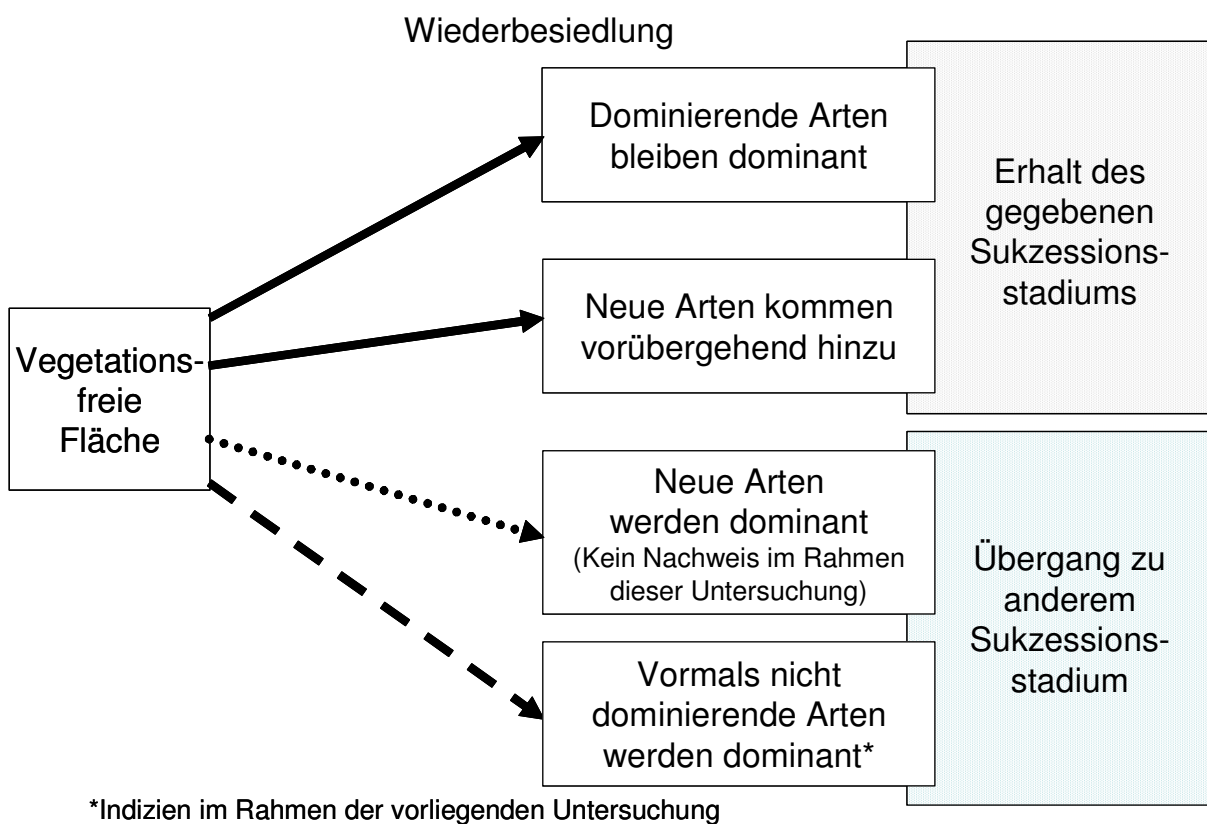 Wiederbesiedlung
Vegetations-
freie
Fläche
Dominierende Arten
bleiben dominant
Neue Arten kommen
vorübergehend hinzu
Erhalt des
gegebenen
Sukzessions-
stadiums
Neue Arten
werden dominant
(Kein Nachweis im Rahmen
dieser Untersuchung)
Vormals nicht
dominierende Arten
werden dominant*
Übergang zu
anderem
Sukzessions-
stadium
*Indizien im Rahmen der vorliegenden Untersuchung